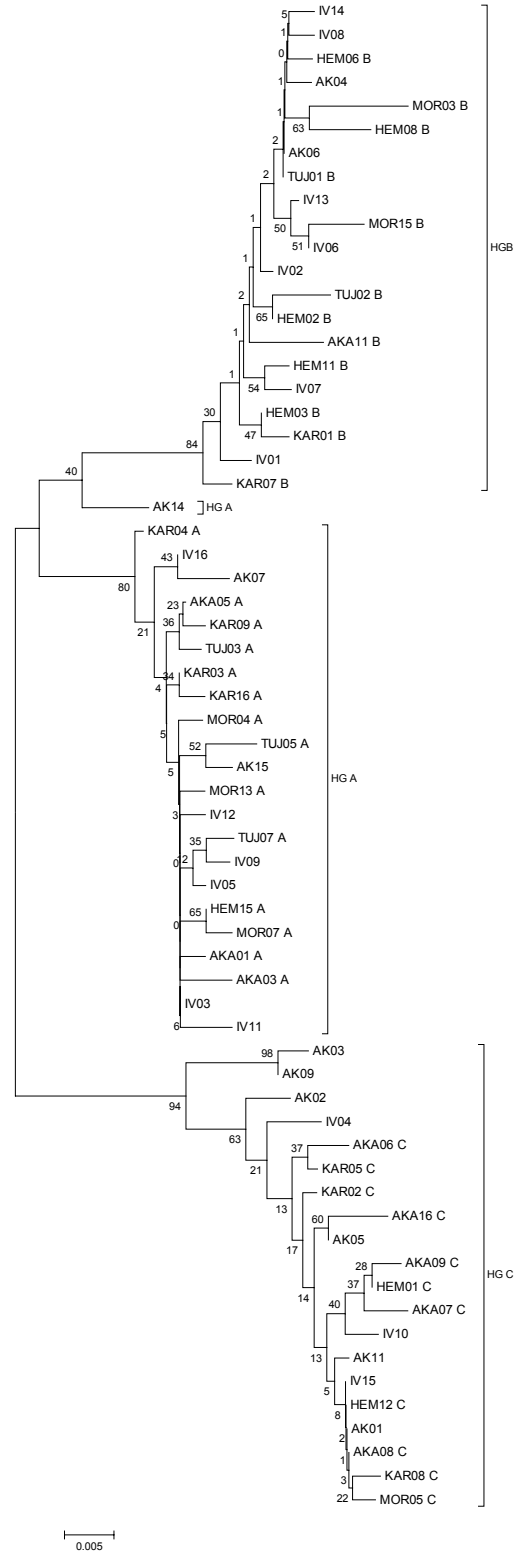 IV14
5
IV08
1
HEM06 B
0
AK04
1
MOR03 B
1
63
HEM08 B
AK06
2
TUJ01 B
2
IV13
50
MOR15 B
1
51
IV06
HGB
IV02
1
TUJ02 B
2
65
HEM02 B
1
AKA11 B
HEM11 B
1
54
IV07
30
HEM03 B
47
KAR01 B
84
IV01
40
KAR07 B
AK14
HG A
KAR04 A
43
IV16
80
AK07
23
AKA05 A
36
KAR09 A
21
TUJ03 A
34
KAR03 A
4
KAR16 A
MOR04 A
5
52
TUJ05 A
5
AK15
HG A
MOR13 A
3
IV12
35
TUJ07 A
0
12
IV09
IV05
65
HEM15 A
0
MOR07 A
AKA01 A
AKA03 A
IV03
6
IV11
98
AK03
AK09
94
AK02
63
IV04
21
37
AKA06 C
KAR05 C
13
KAR02 C
60
AKA16 C
17
AK05
28
AKA09 C
HG C
14
37
HEM01 C
40
AKA07 C
IV10
13
AK11
5
IV15
8
HEM12 C
AK01
2
AKA08 C
1
3
KAR08 C
22
MOR05 C
0.005